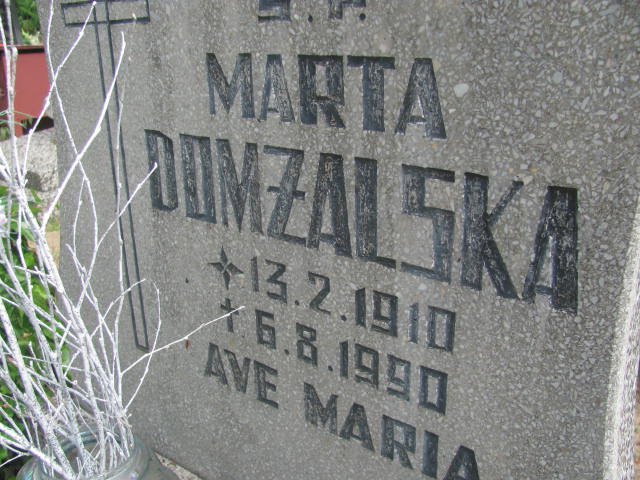 Ś. P.
MARTA
DOMŻALSKA
13.2.1910
✝ 6.8.1990
AVE MARIA